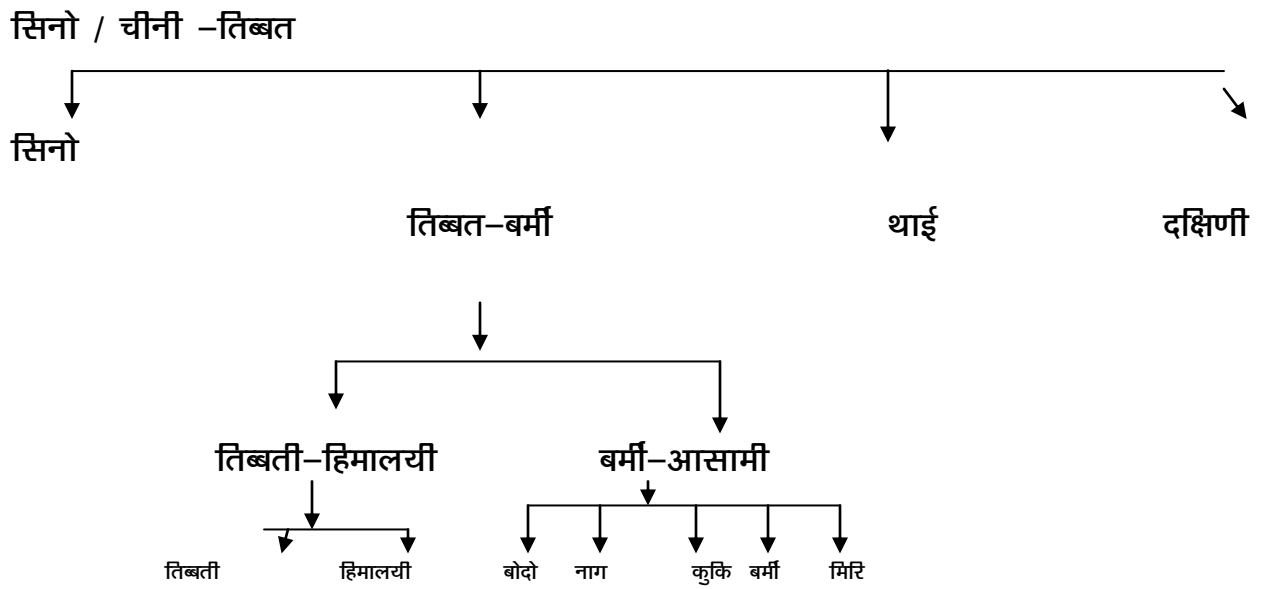 सिनो / चीनी –तिब्बत
सिनो
तिब्बत–बर्मी थाई दक्षिणी
तिब्बती–हिमालयी बर्मी–आसामी
तिब्बती हिमालयी बोदो नाग कुकि बर्मी मिरि